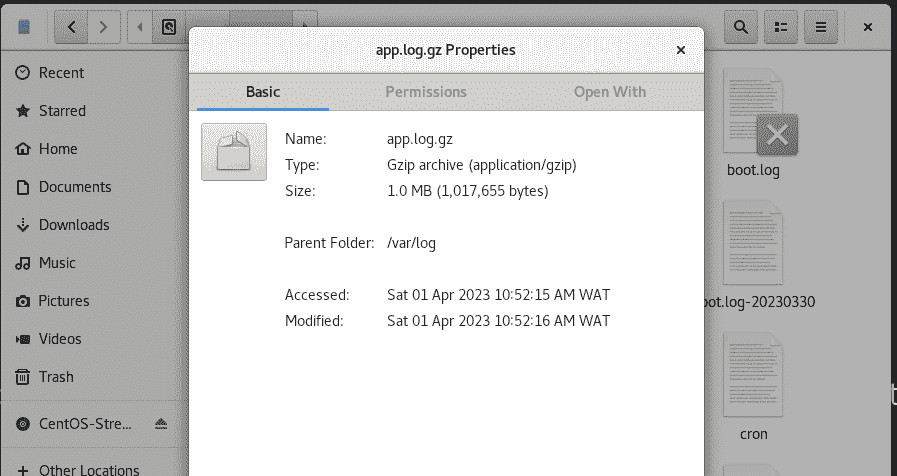 app.log.gz Properties
Basic
Permissions
Open With
Recent
Starred
Home
Documents
Downloads
Music
Pictures
Videos
Trash
CentOS-Stre...
Other Locations
Name: app.log.gz
Type: Gzip archive (application/gzip)
Size: 1.0 MB (1,017,655 bytes)
Parent Folder: /var/log
Accessed: Sat 01 Apr 2023 10:52:15 AM WAT
Modified: Sat 01 Apr 2023 10:52:16 AM WAT
boot.log
oot.log-20230330
cron